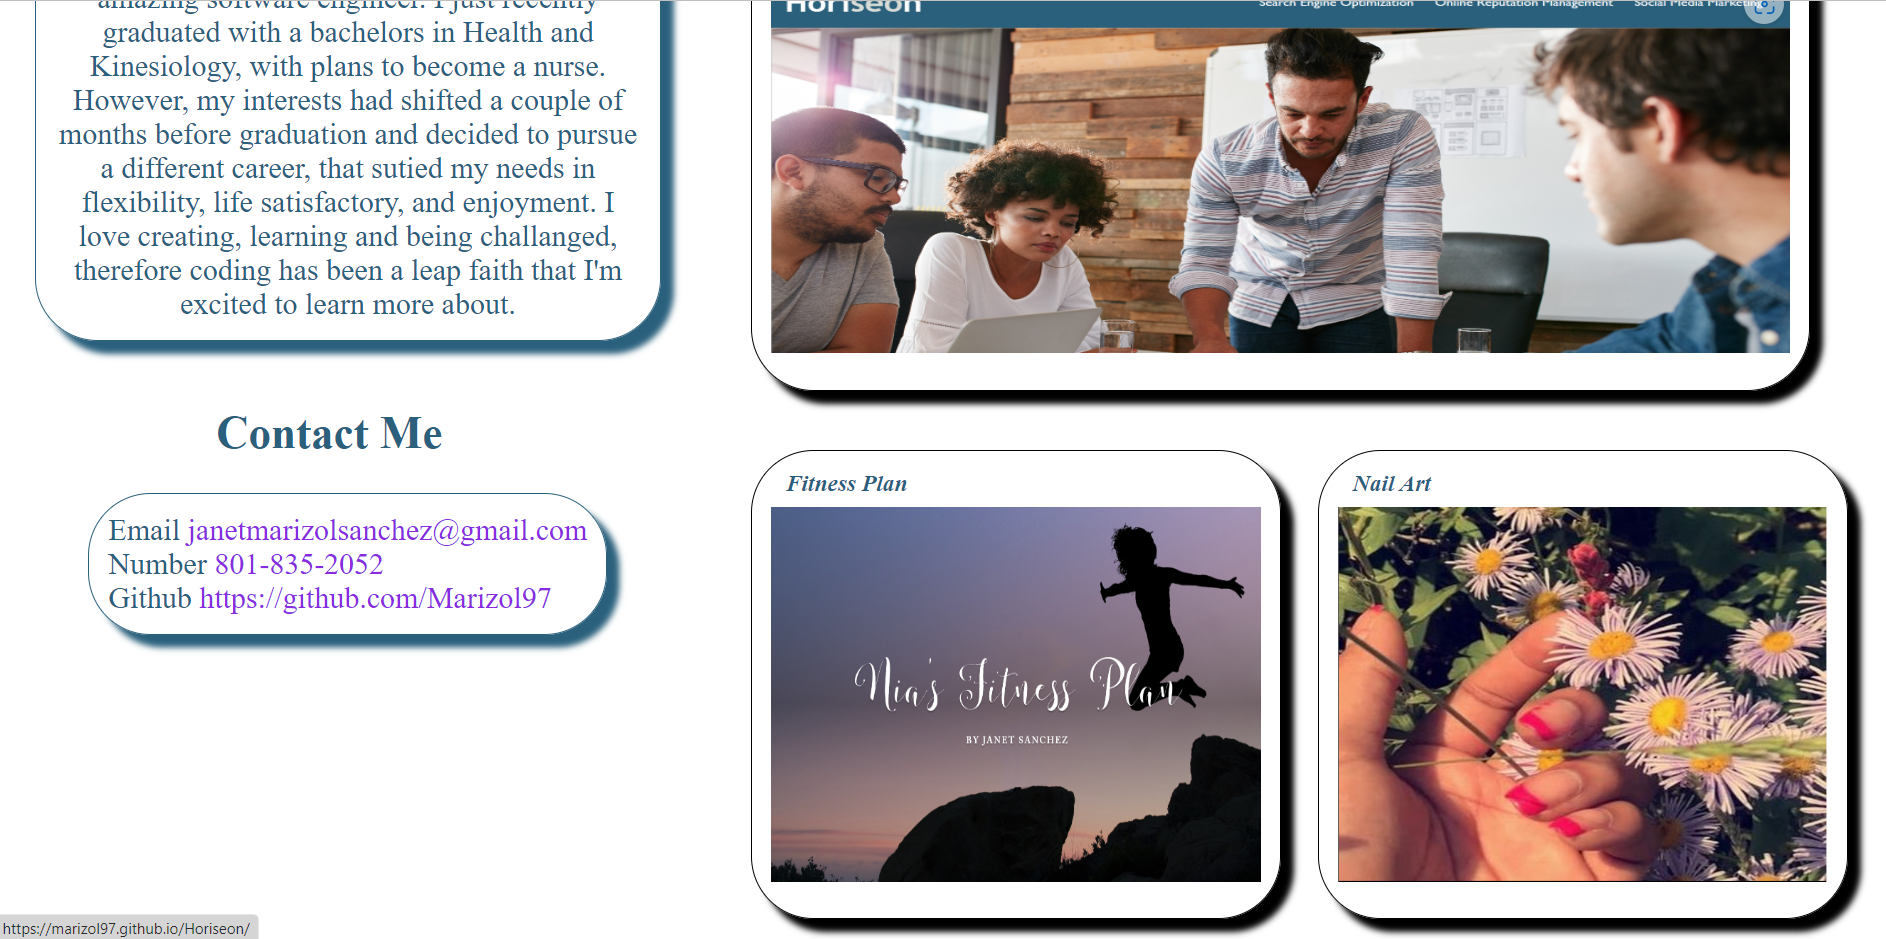 amazing software engineer. I just recently
graduated with a bachelors in Health and
Kinesiology, with plans to become a nurse.
However, my interests had shifted a couple of
months before graduation and decided to pursue
a different career, that sutied my needs in
flexibility, life satisfactory, and enjoyment. I
love creating, learning and being challanged,
therefore coding has been a leap faith that I'm
excited to learn more about.
Contact Me
Email janetmarizolsanchez@gmail.com
Number 801-835-2052
Github https://github.com/Marizol97
Horiseon
Search Engine Optimization Online Reputation Management Social Media Marketing
Fitness Plan
Nia's Fitness Plan
BY JANET SANCHEZ
Nail Art
https://marizol97.github.io/Horiseon/